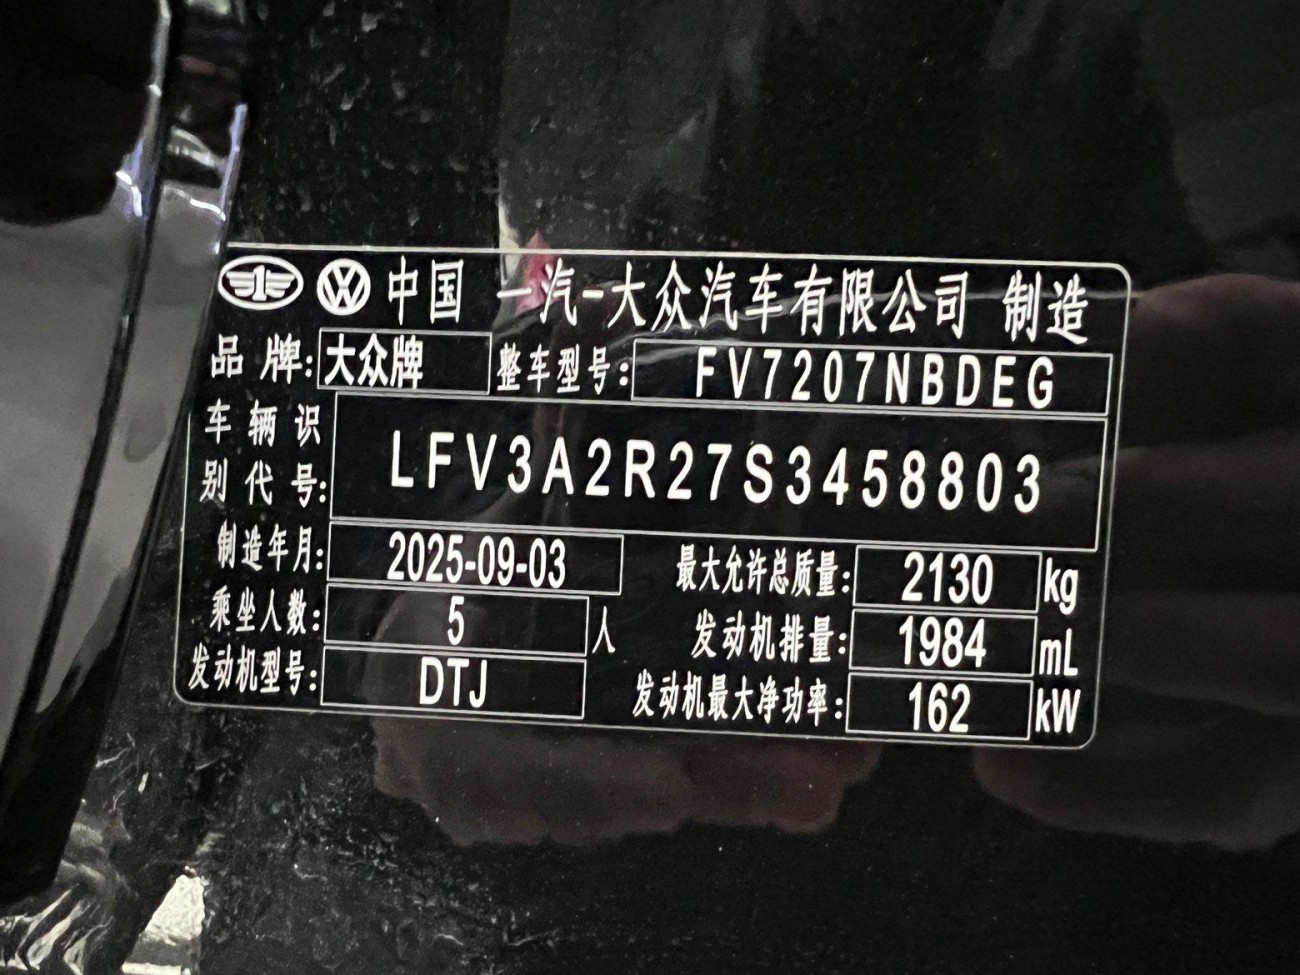 中国 一汽-大众汽车有限公司 制造
品牌: 大众牌 整车型号: FV7207NBDEG
车辆识别代号: LFV3A2R27S3458803
制造年月: 2025-09-03 最大允许总质量: 2130 kg
乘坐人数: 5 人 发动机排量: 1984 mL
发动机型号: DTJ 发动机最大净功率: 162 kW